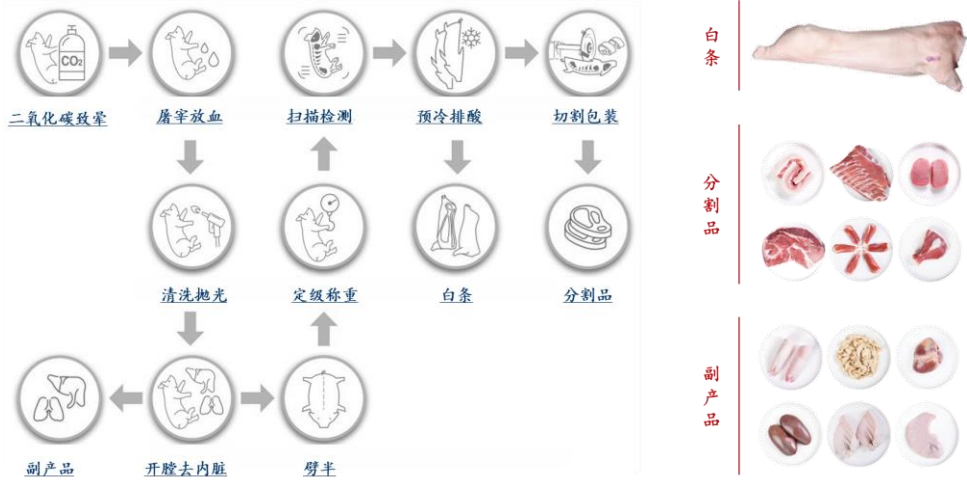 CO₂
二氧化碳致晕
屠宰放血
扫描检测
预冷排酸
切割包装
清洗抛光
定级称重
白条
分割品
副产品
开膛去内脏
劈半
白条
分割品
副产品